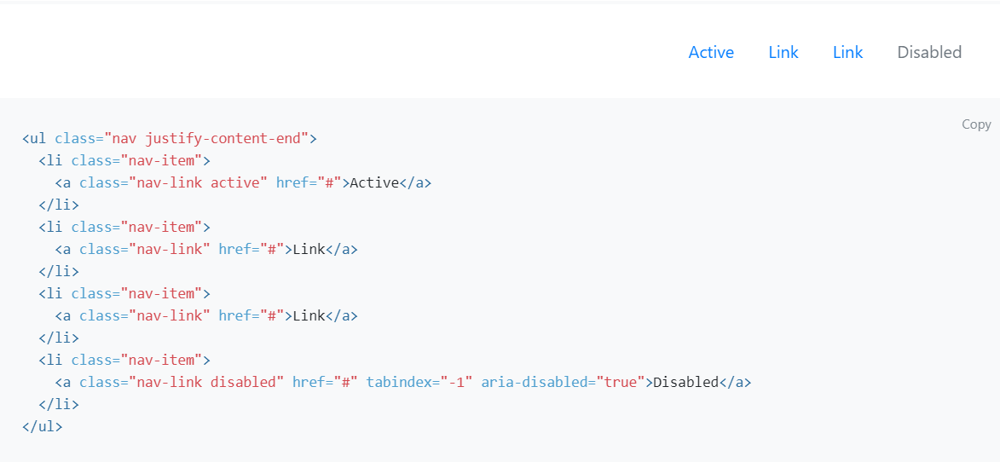 Active Link Link Disabled
Copy
<ul class="nav justify-content-end">
  <li class="nav-item">
    <a class="nav-link active" href="#">Active</a>
  </li>
  <li class="nav-item">
    <a class="nav-link" href="#">Link</a>
  </li>
  <li class="nav-item">
    <a class="nav-link" href="#">Link</a>
  </li>
  <li class="nav-item">
    <a class="nav-link disabled" href="#" tabindex="-1" aria-disabled="true">Disabled</a>
  </li>
</ul>